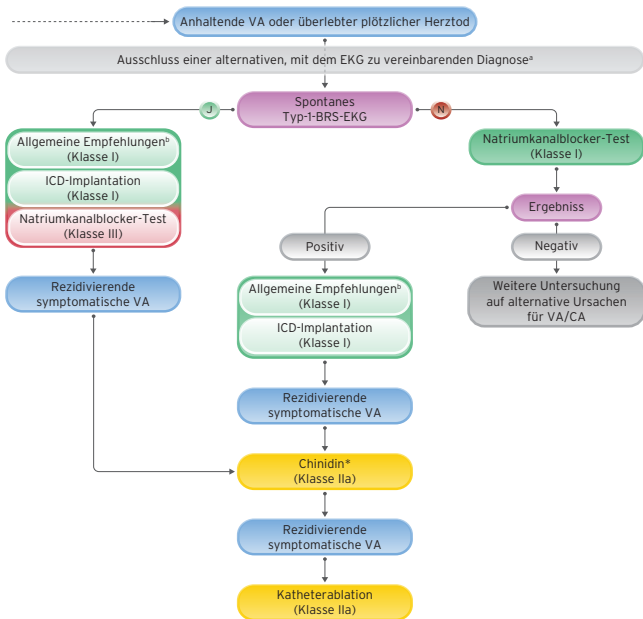 Anhaltende VA oder überlebter plötzlicher Herztod
Ausschluss einer alternativen, mit dem EKG zu vereinbarenden Diagnoseᵃ
J
Spontanes
Typ-1-BRS-EKG
N
Allgemeine Empfehlungenᵇ
(Klasse I)
ICD-Implantation
(Klasse I)
Natriumkanalblocker-Test
(Klasse III)
Natriumkanalblocker-Test
(Klasse I)
Ergebniss
Positiv
Negativ
Rezidivierende
symptomatische VA
Allgemeine Empfehlungenᵇ
(Klasse I)
ICD-Implantation
(Klasse I)
Weitere Untersuchung
auf alternative Ursachen
für VA/CA
Rezidivierende
symptomatische VA
Chinidin*
(Klasse IIa)
Rezidivierende
symptomatische VA
Katheterablation
(Klasse IIa)